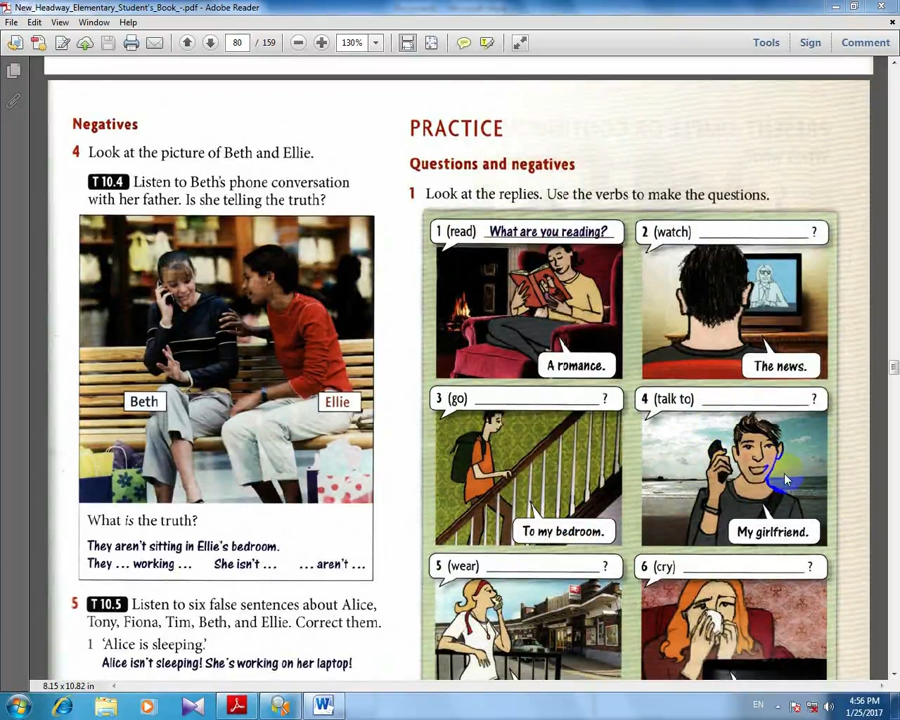 New_Headway_Elementary_Student's_Book_-.pdf - Adobe Reader
File Edit View Window Help
80 / 159 130% Tools Sign Comment
Negatives
4 Look at the picture of Beth and Ellie.
T 10.4 Listen to Beth's phone conversation
with her father. Is she telling the truth?
Beth
Ellie
What is the truth?
They aren't sitting in Ellie's bedroom.
They ... working ... She isn't ... ... aren't ...
5 T 10.5 Listen to six false sentences about Alice,
Tony, Fiona, Tim, Beth, and Ellie. Correct them.
1 'Alice is sleeping.'
Alice isn't sleeping! She's working on her laptop!
PRACTICE
Questions and negatives
1 Look at the replies. Use the verbs to make the questions.
1 (read) What are you reading?
A romance.
2 (watch) ____________ ?
The news.
3 (go) ____________ ?
To my bedroom.
4 (talk to) ____________ ?
My girlfriend.
5 (wear) ____________ ?
6 (cry) ____________ ?
8.15 x 10.82 in
EN 4:56 PM
1/25/2017